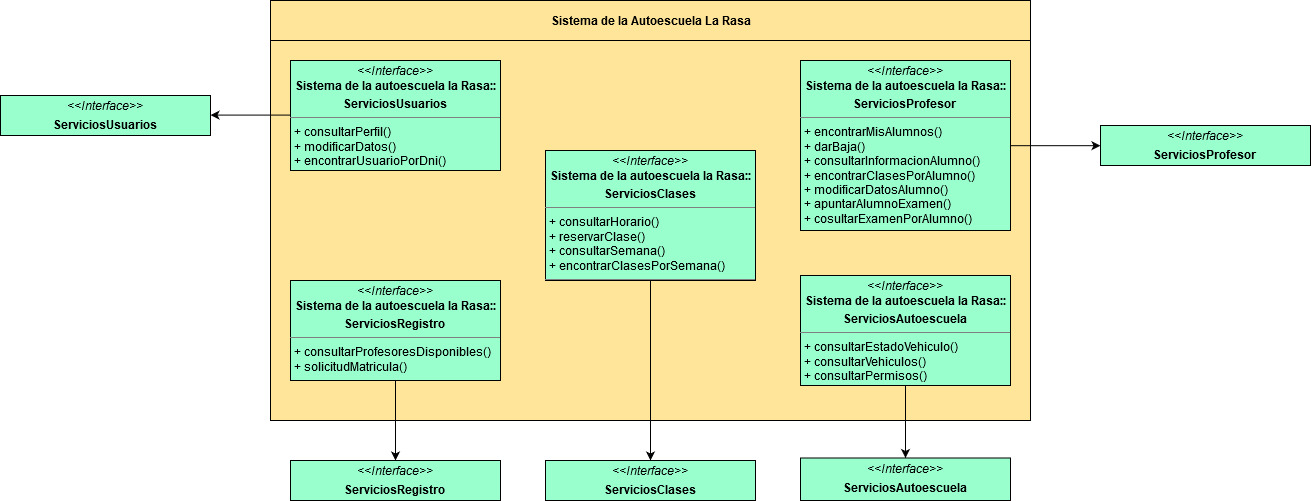 Sistema de la Autoescuela La Rasa
<<Interface>>
ServiciosUsuarios
<<Interface>>
Sistema de la autoescuela la Rasa::
ServiciosUsuarios
+ consultarPerfil()
+ modificarDatos()
+ encontrarUsuarioPorDni()
<<Interface>>
Sistema de la autoescuela la Rasa::
ServiciosClases
+ consultarHorario()
+ reservarClase()
+ consultarSemana()
+ encontrarClasesPorSemana()
<<Interface>>
Sistema de la autoescuela la Rasa::
ServiciosProfesor
+ encontrarMisAlumnos()
+ darBaja()
+ consultarInformacionAlumno()
+ encontrarClasesPorAlumno()
+ modificarDatosAlumno()
+ apuntarAlumnoExamen()
+ cosultarExamenPorAlumno()
<<Interface>>
ServiciosProfesor
<<Interface>>
Sistema de la autoescuela la Rasa::
ServiciosRegistro
+ consultarProfesoresDisponibles()
+ solicitudMatricula()
<<Interface>>
Sistema de la autoescuela la Rasa::
ServiciosAutoescuela
+ consultarEstadoVehiculo()
+ consultarVehiculos()
+ consultarPermisos()
<<Interface>>
ServiciosRegistro
<<Interface>>
ServiciosClases
<<Interface>>
ServiciosAutoescuela